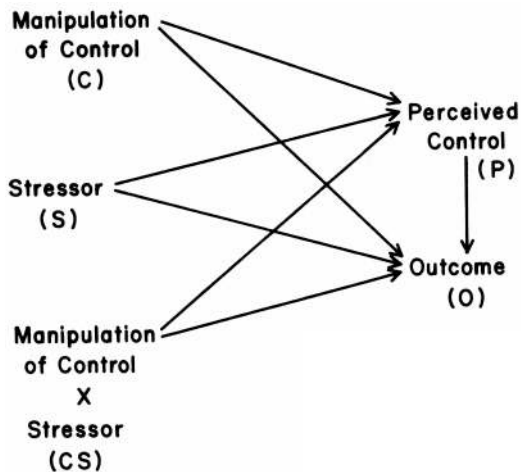 Manipulation
of Control
(C)
Perceived
Control
(P)
Stressor
(S)
Outcome
(O)
Manipulation
of Control
X
Stressor
(CS)